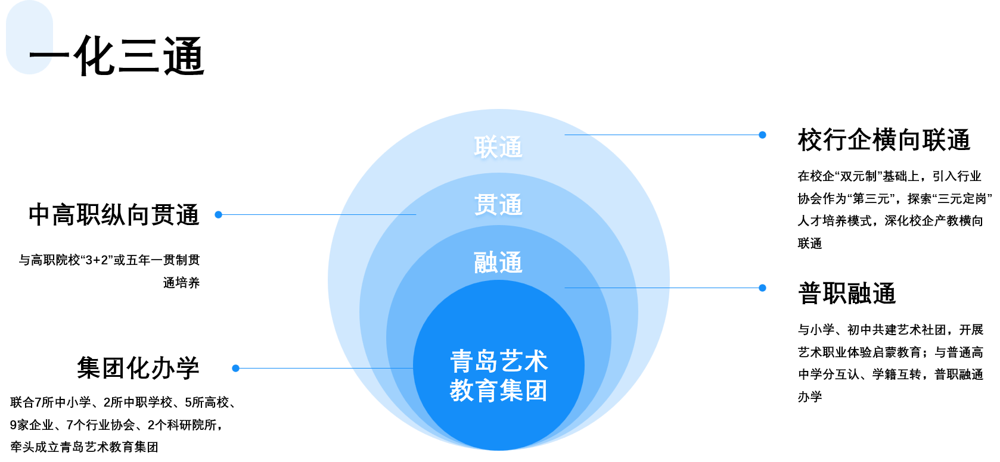 一化三通
联通
贯通
融通
青岛艺术
教育集团
校行企横向联通
在校企“双元制”基础上，引入行业
协会作为“第三元”，探索“三元定岗”
人才培养模式，深化校企产教横向
联通
中高职纵向贯通
与高职院校“3+2”或五年一贯制贯
通培养
普职融通
与小学、初中共建艺术社团，开展
艺术职业体验启蒙教育；与普通高
中学分互认、学籍互转，普职融通
办学
集团化办学
联合7所中小学、2所中职学校、5所高校、
9家企业、7个行业协会、2个科研院所，
牵头成立青岛艺术教育集团